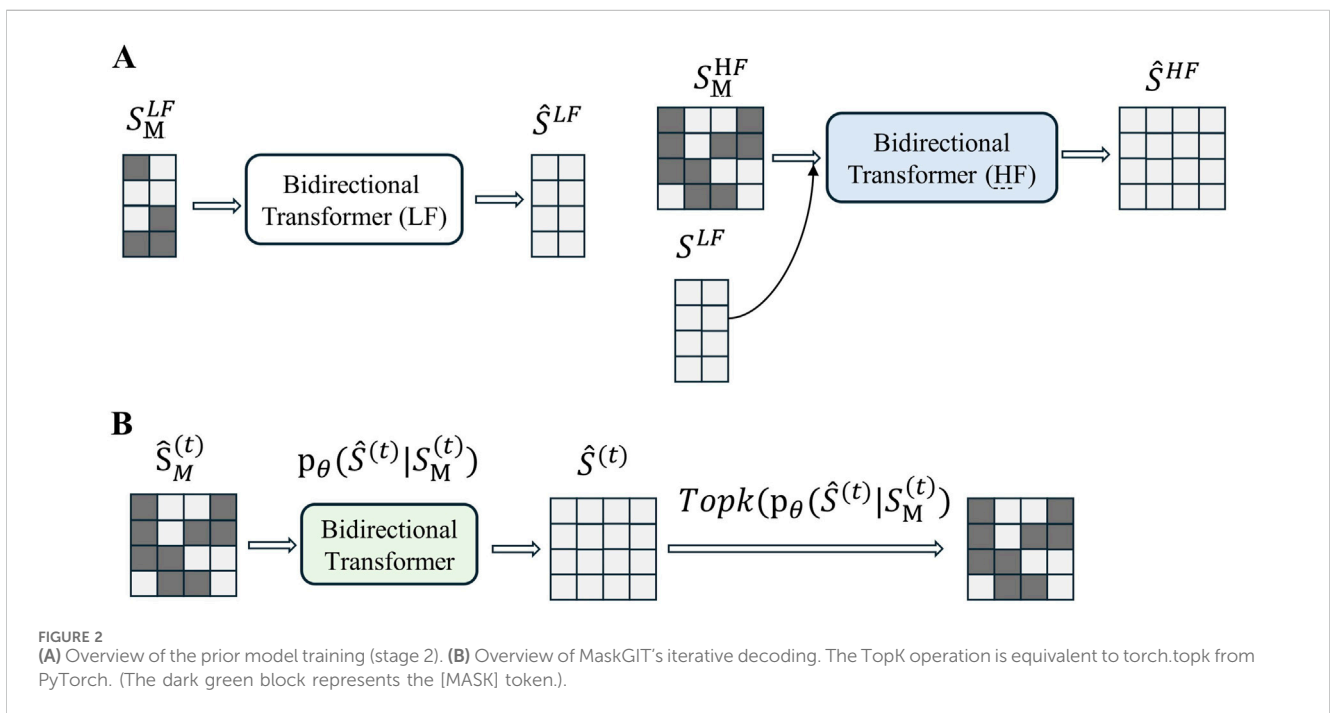 A
S_M^{LF}
Ŝ^{LF}
Bidirectional
Transformer (LF)
S_M^{HF}
Ŝ^{HF}
Bidirectional
Transformer (HF)
S^{LF}
B
Ŝ_M^{(t)}
p_θ(Ŝ^{(t)}|S_M^{(t)})
Ŝ^{(t)}
Topk(p_θ(Ŝ^{(t)}|S_M^{(t)})
Bidirectional
Transformer
FIGURE 2
(A) Overview of the prior model training (stage 2). (B) Overview of MaskGIT's iterative decoding. The TopK operation is equivalent to torch.topk from
PyTorch. (The dark green block represents the [MASK] token.).